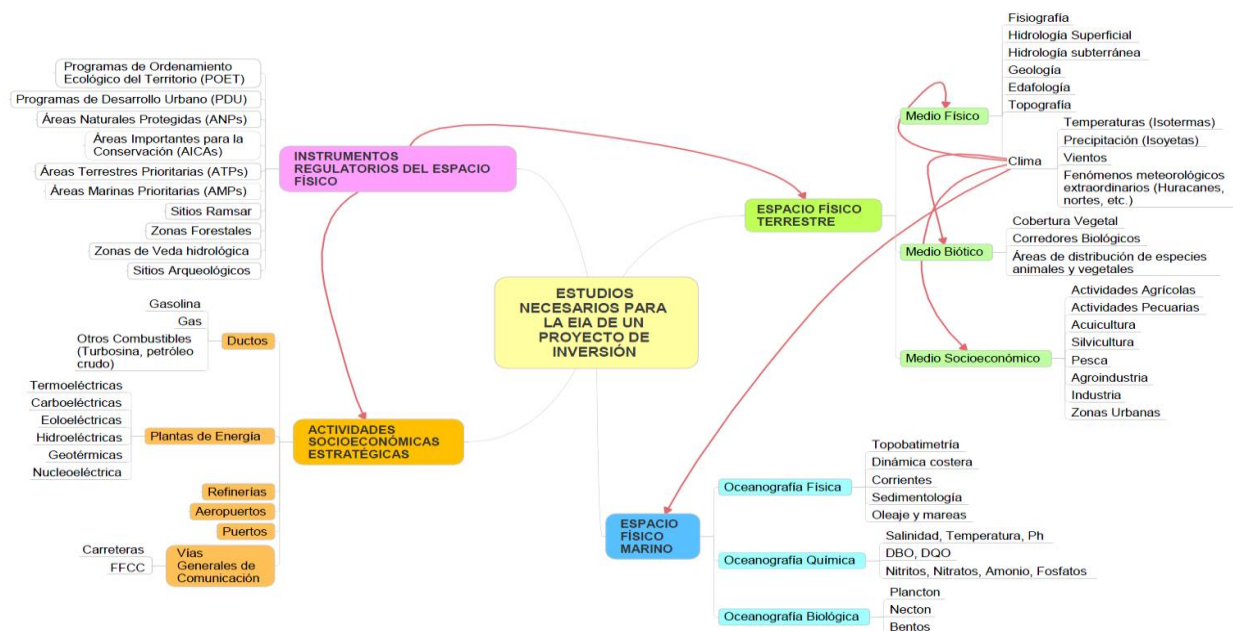 ESTUDIOS
NECESARIOS PARA
LA EIA DE UN
PROYECTO DE
INVERSIÓN
INSTRUMENTOS
REGULATORIOS DEL ESPACIO
FÍSICO
Programas de Ordenamiento
Ecológico del Territorio (POET)
Programas de Desarrollo Urbano (PDU)
Áreas Naturales Protegidas (ANPs)
Áreas Importantes para la
Conservación (AICAs)
Áreas Terrestres Prioritarias (ATPs)
Áreas Marinas Prioritarias (AMPs)
Sitios Ramsar
Zonas Forestales
Zonas de Veda hidrológica
Sitios Arqueológicos
ACTIVIDADES
SOCIOECONÓMICAS
ESTRATÉGICAS
Ductos
Gasolina
Gas
Otros Combustibles
(Turbosina, petróleo
crudo)
Plantas de Energía
Termoeléctricas
Carboeléctricas
Eoloeléctricas
Hidroeléctricas
Geotérmicas
Nucleoeléctrica
Refinerías
Aeropuertos
Puertos
Vías
Generales de
Comunicación
Carreteras
FFCC
ESPACIO FÍSICO
TERRESTRE
Medio Físico
Fisiografía
Hidrología Superficial
Hidrología subterránea
Geología
Edafología
Topografía
Clima
Temperaturas (Isotermas)
Precipitación (Isoyetas)
Vientos
Fenómenos meteorológicos
extraordinarios (Huracanes,
nortes, etc.)
Medio Biótico
Cobertura Vegetal
Corredores Biológicos
Áreas de distribución de especies
animales y vegetales
Medio Socioeconómico
Actividades Agrícolas
Actividades Pecuarias
Acuicultura
Silvicultura
Pesca
Agroindustria
Industria
Zonas Urbanas
ESPACIO
FÍSICO
MARINO
Oceanografía Física
Topobatimetría
Dinámica costera
Corrientes
Sedimentología
Oleaje y mareas
Oceanografía Química
Salinidad, Temperatura, Ph
DBO, DQO
Nitritos, Nitratos, Amonio, Fosfatos
Oceanografía Biológica
Plancton
Necton
Bentos